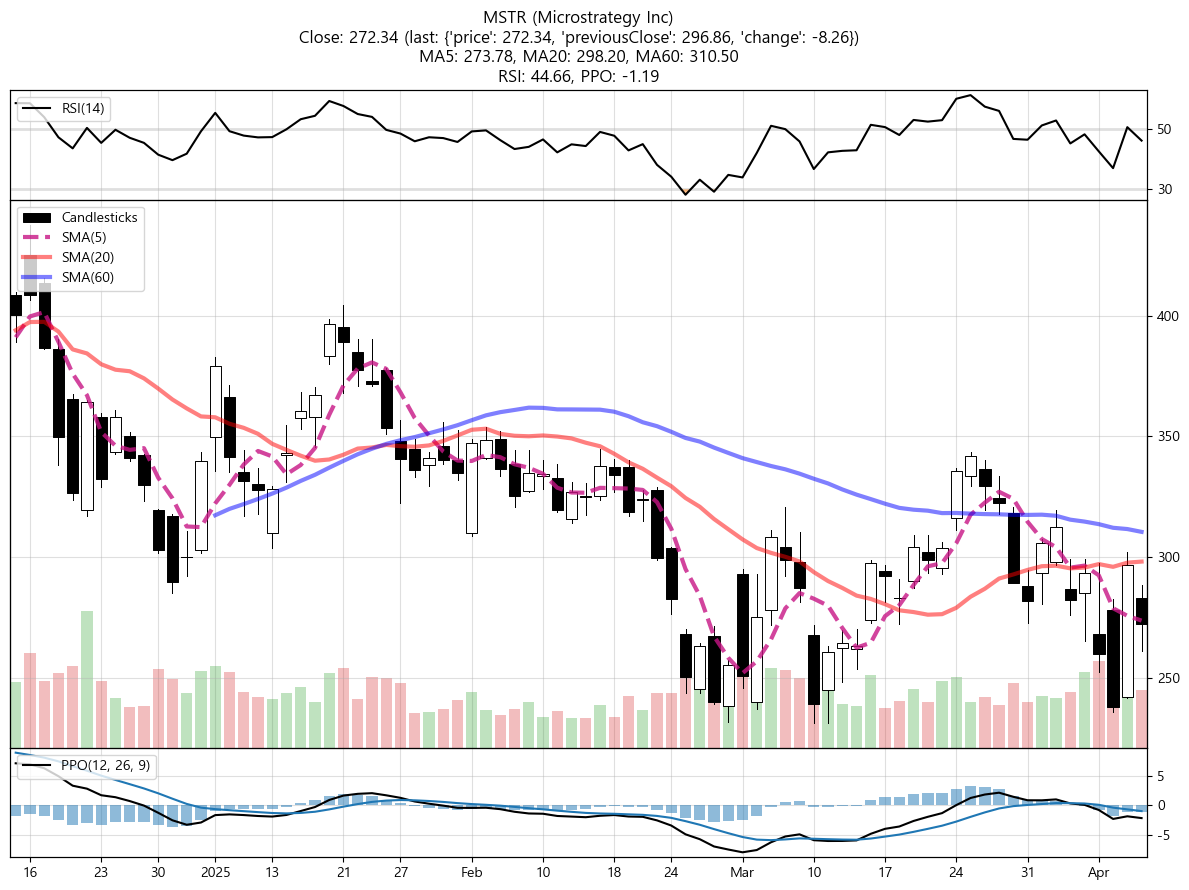 MSTR (Microstrategy Inc)
Close: 272.34 (last: {'price': 272.34, 'previousClose': 296.86, 'change': -8.26})
MA5: 273.78, MA20: 298.20, MA60: 310.50
RSI: 44.66, PPO: -1.19
RSI(14)
50
30
Candlesticks
SMA(5)
SMA(20)
SMA(60)
400
350
300
250
PPO(12, 26, 9)
5
0
-5
16 23 30 2025 13 21 27 Feb 10 18 24 Mar 10 17 24 31 Apr